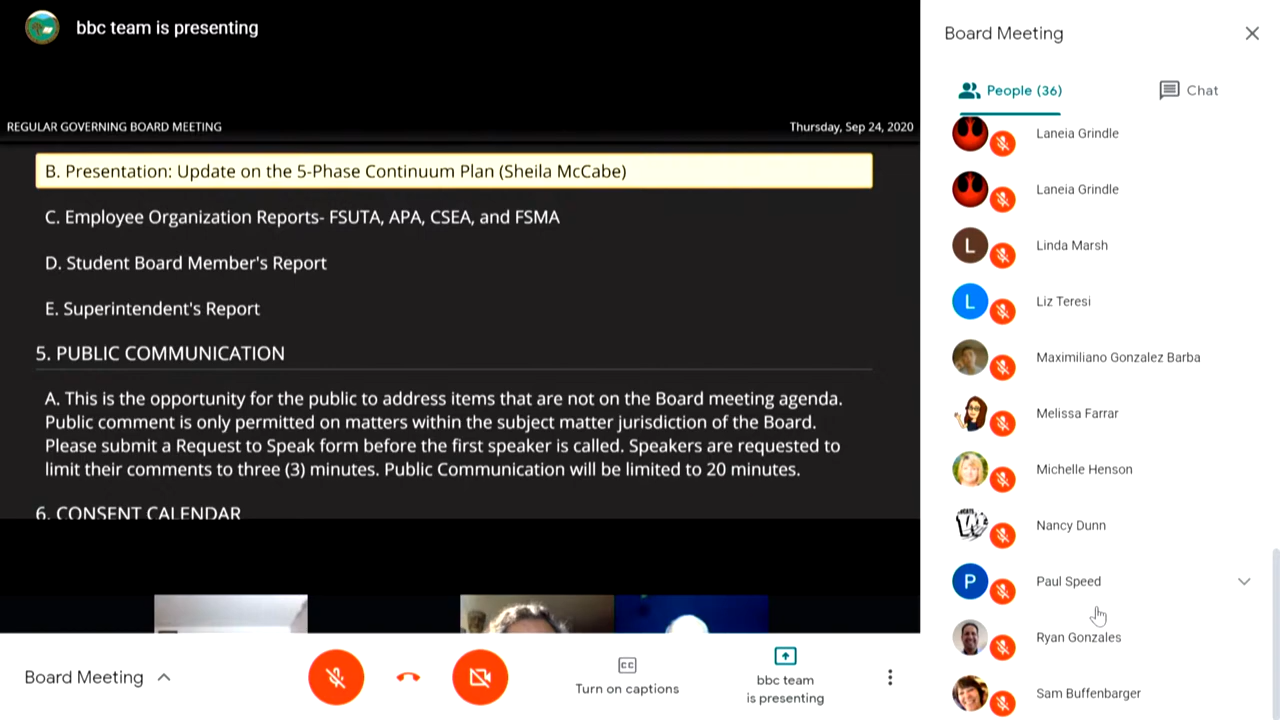 bbc team is presenting
REGULAR GOVERNING BOARD MEETING
Thursday, Sep 24, 2020
B. Presentation: Update on the 5-Phase Continuum Plan (Sheila McCabe)
C. Employee Organization Reports- FSUTA, APA, CSEA, and FSMA
D. Student Board Member's Report
E. Superintendent's Report
5. PUBLIC COMMUNICATION
A. This is the opportunity for the public to address items that are not on the Board meeting agenda.
Public comment is only permitted on matters within the subject matter jurisdiction of the Board.
Please submit a Request to Speak form before the first speaker is called. Speakers are requested to
limit their comments to three (3) minutes. Public Communication will be limited to 20 minutes.
6. CONSENT CALENDAR
Board Meeting
CC
Turn on captions
bbc team
is presenting
Board Meeting
People (36)
Chat
Laneia Grindle
Laneia Grindle
L
Linda Marsh
L
Liz Teresi
Maximiliano Gonzalez Barba
Melissa Farrar
Michelle Henson
W
Nancy Dunn
P
Paul Speed
Ryan Gonzales
Sam Buffenbarger